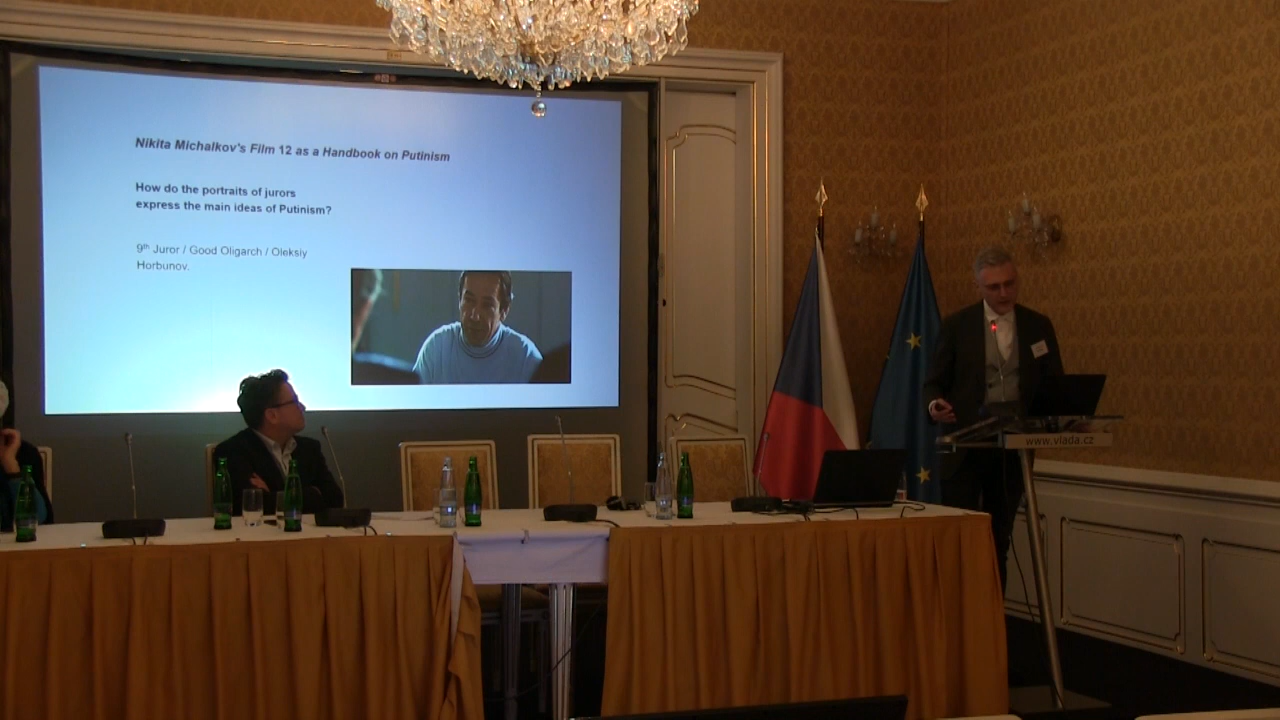 Nikita Michalkov's Film 12 as a Handbook on Putinism
How do the portraits of jurors
express the main ideas of Putinism?
9th Juror / Good Oligarch / Oleksiy
Horbunov.
www.vlada.cz